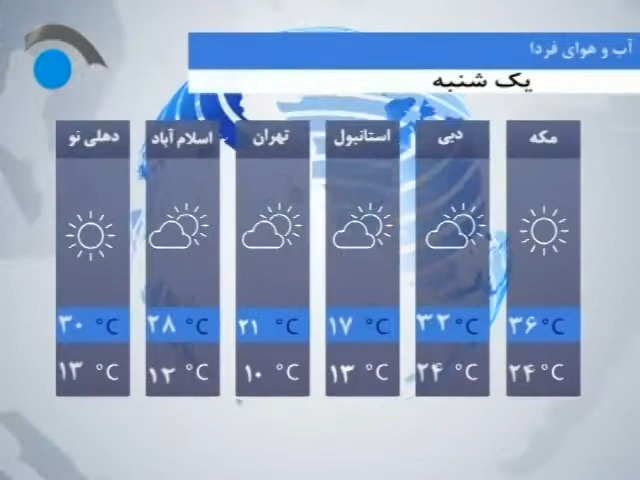 آب و هوای فردا
یک شنبه
مکه
دبی
استانبول
تهران
اسلام آباد
دهلی نو
۳۶ °C
۳۲ °C
۱۷ °C
۲۱ °C
۲۸ °C
۳۰ °C
۲۴ °C
۲۴ °C
۱۳ °C
۱۰ °C
۱۲ °C
۱۳ °C